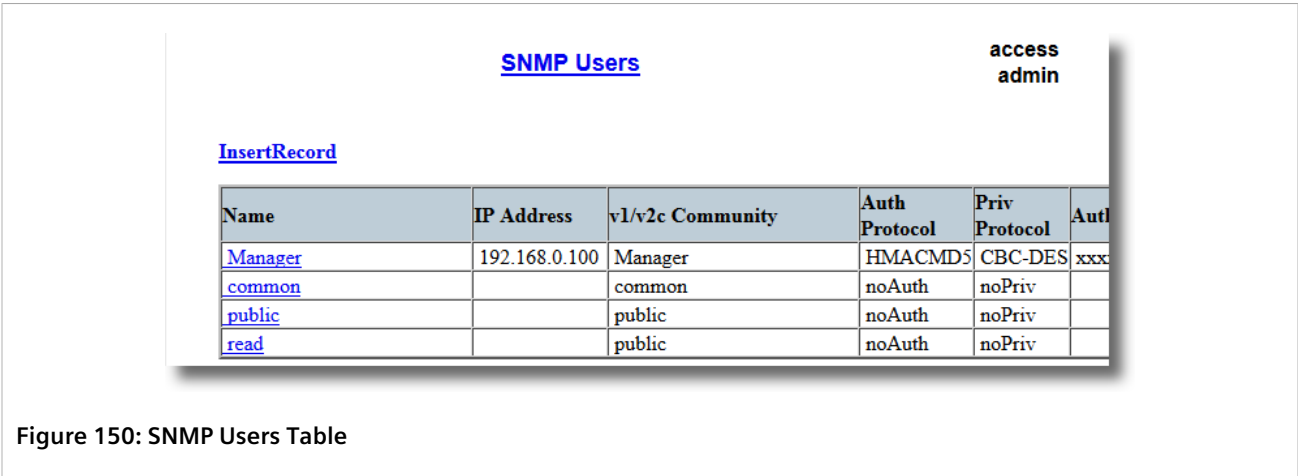 SNMP Users
access
admin
InsertRecord
Name IP Address v1/v2c Community Auth Protocol Priv Protocol
Manager 192.168.0.100 Manager HMACMD5 CBC-DES
common common noAuth noPriv
public public noAuth noPriv
read public noAuth noPriv
Figure 150: SNMP Users Table